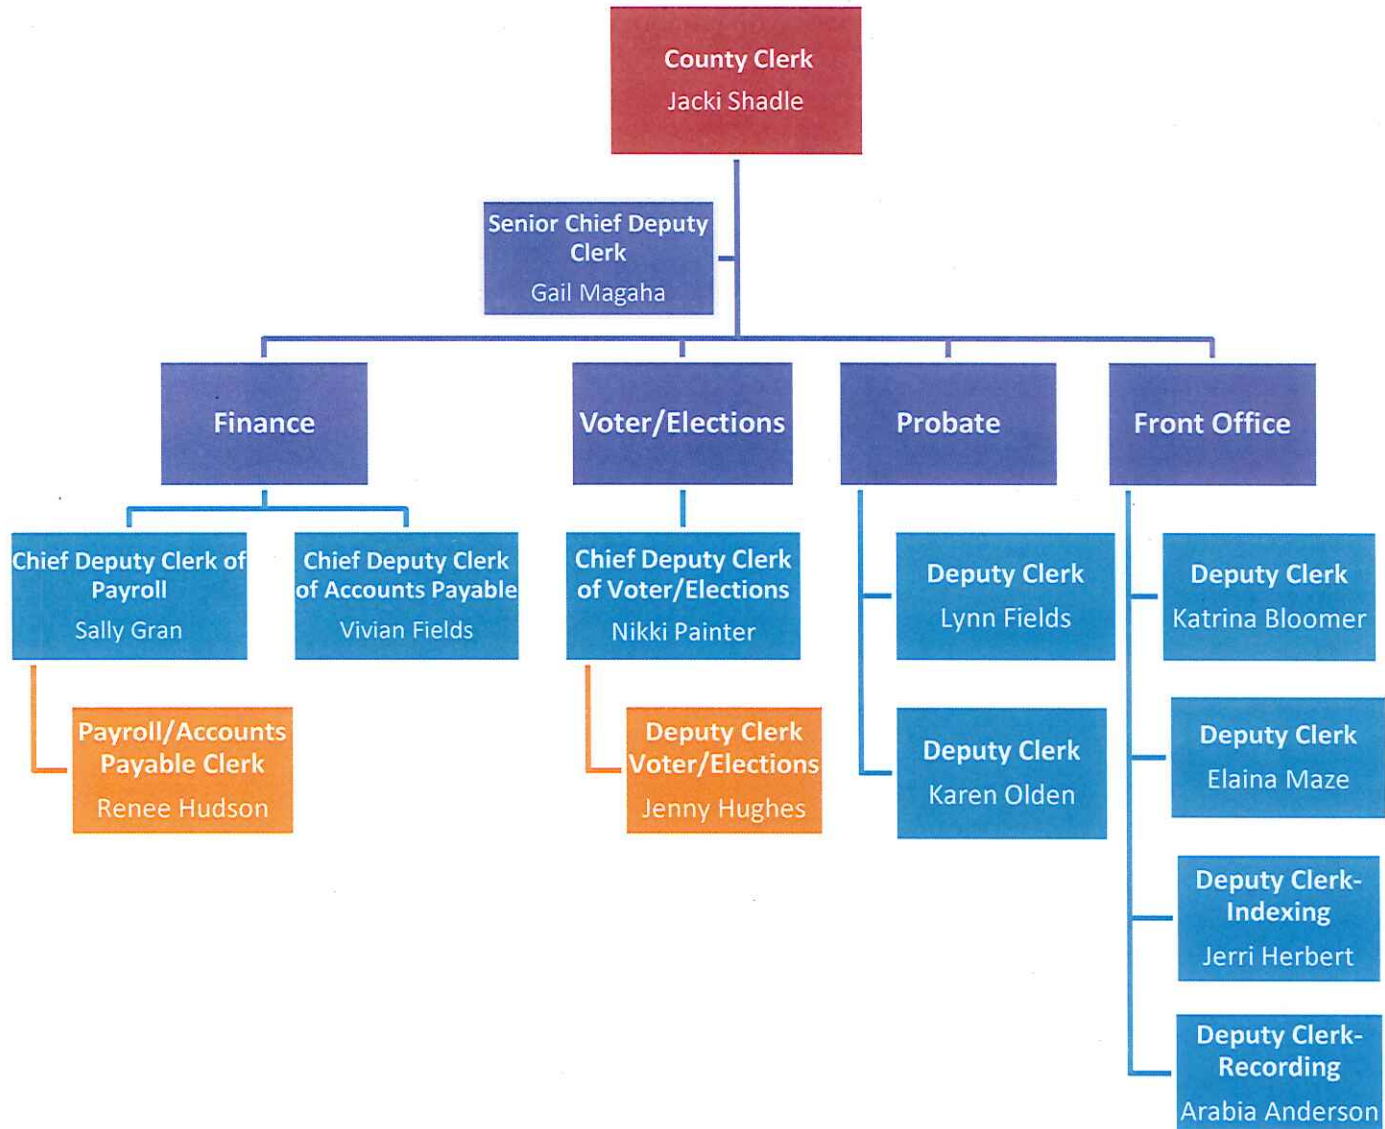 County Clerk
Jacki Shadle
Senior Chief Deputy
Clerk
Gail Magaha
Finance
Voter/Elections
Probate
Front Office
Chief Deputy Clerk of
Payroll
Sally Gran
Chief Deputy Clerk
of Accounts Payable
Vivian Fields
Chief Deputy Clerk
of Voter/Elections
Nikki Painter
Deputy Clerk
Lynn Fields
Deputy Clerk
Katrina Bloomer
Payroll/Accounts
Payable Clerk
Renee Hudson
Deputy Clerk
Voter/Elections
Jenny Hughes
Deputy Clerk
Karen Olden
Deputy Clerk
Elaina Maze
Deputy Clerk-
Indexing
Jerri Herbert
Deputy Clerk-
Recording
Arabia Anderson